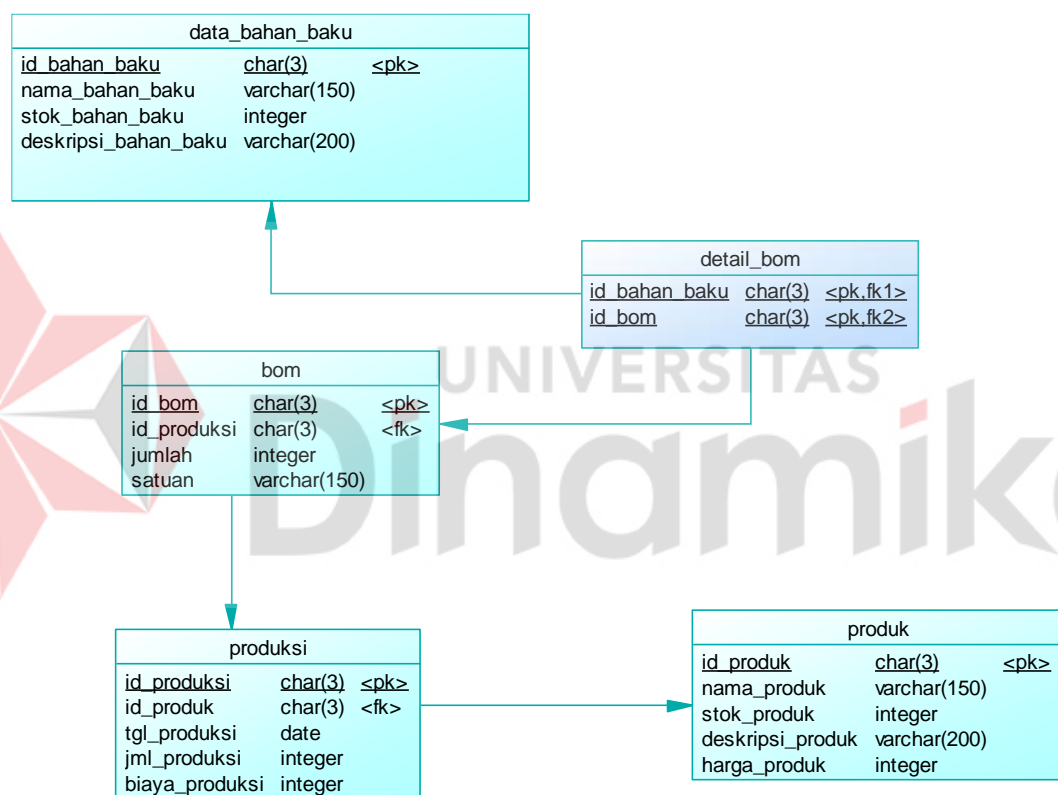 data_bahan_baku
id_bahan_baku char(3) <pk>
nama_bahan_baku varchar(150)
stok_bahan_baku integer
deskripsi_bahan_baku varchar(200)
detail_bom
id_bahan_baku char(3) <pk,fk1>
id_bom char(3) <pk,fk2>
UNIVERSITAS
Dinamika
bom
id_bom char(3) <pk>
id_produksi char(3) <fk>
jumlah integer
satuan varchar(150)
produksi
id_produksi char(3) <pk>
id_produk char(3) <fk>
tgl_produksi date
jml_produksi integer
biaya_produksi integer
produk
id_produk char(3) <pk>
nama_produk varchar(150)
stok_produk integer
deskripsi_produk varchar(200)
harga_produk integer